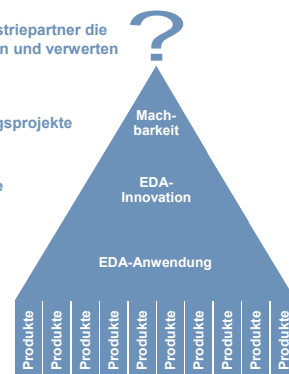 striepartner die
n und verwerten
?
gsprojekte
e
Mach-
barkeit
EDA-
Innovation
EDA-Anwendung
Produkte
Produkte
Produkte
Produkte
Produkte
Produkte
Produkte
Produkte
Produkte
Produkte